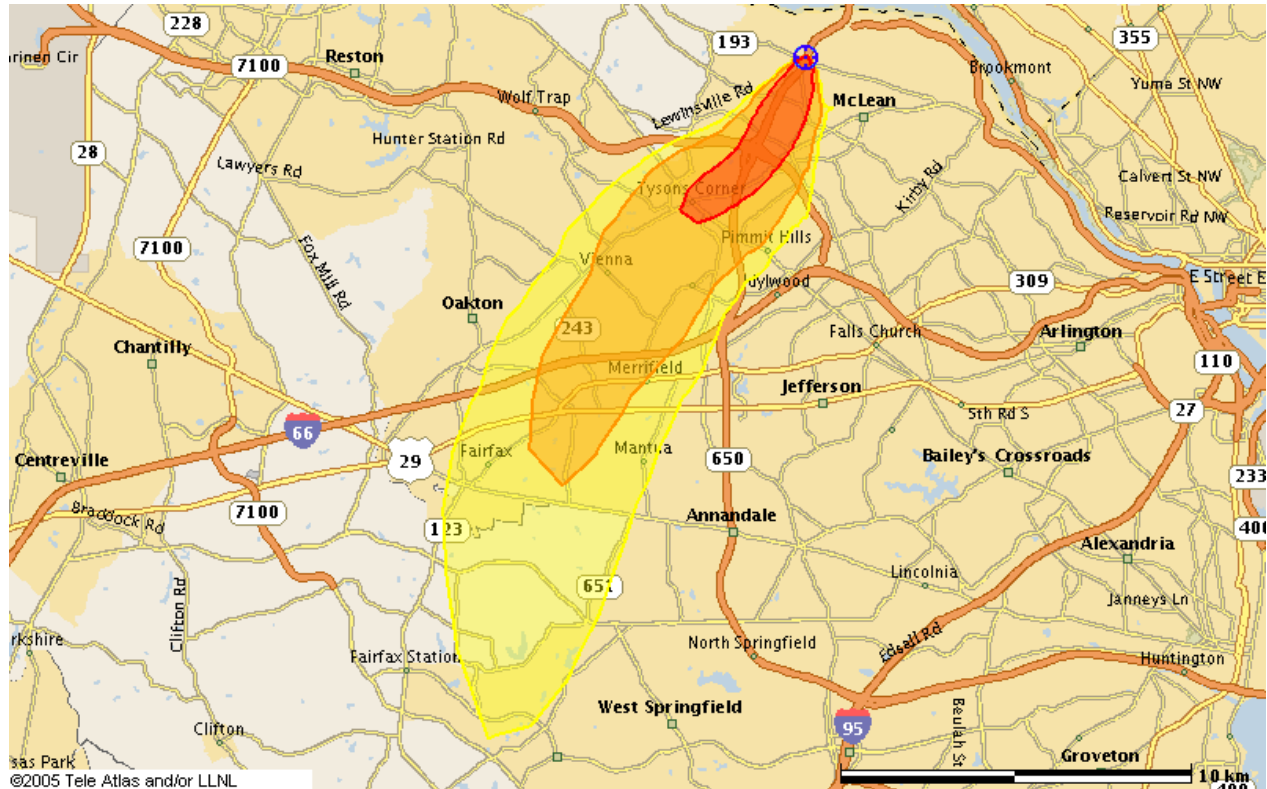 228
193
355
arinen Cir
7100
Reston
Brookmont
Yuma St NW
Wolf Trap
Lewinsville Rd
McLean
Hunter Station Rd
28
Lawyers Rd
Tysons Corner
Kirby Rd
Calvert St NW
Reservoir Rd NW
7100
Fox Mill Rd
Pimmit Hills
Vienna
E Street E
309
Oakton
243
Falls Church
Arlington
Chantilly
110
Merrifield
Jefferson
27
5th Rd S
66
29
Fairfax
Mantua
650
Bailey's Crossroads
Centreville
233
Braddock Rd
7100
123
Annandale
400
Alexandria
651
Lincolnia
Clifton Rd
Janneys Ln
rkshire
Fairfax Station
North Springfield
Edsall Rd
Huntington
West Springfield
Beulah St
Clifton
95
Groveton
sas Park
10 km
©2005 Tele Atlas and/or LLNL